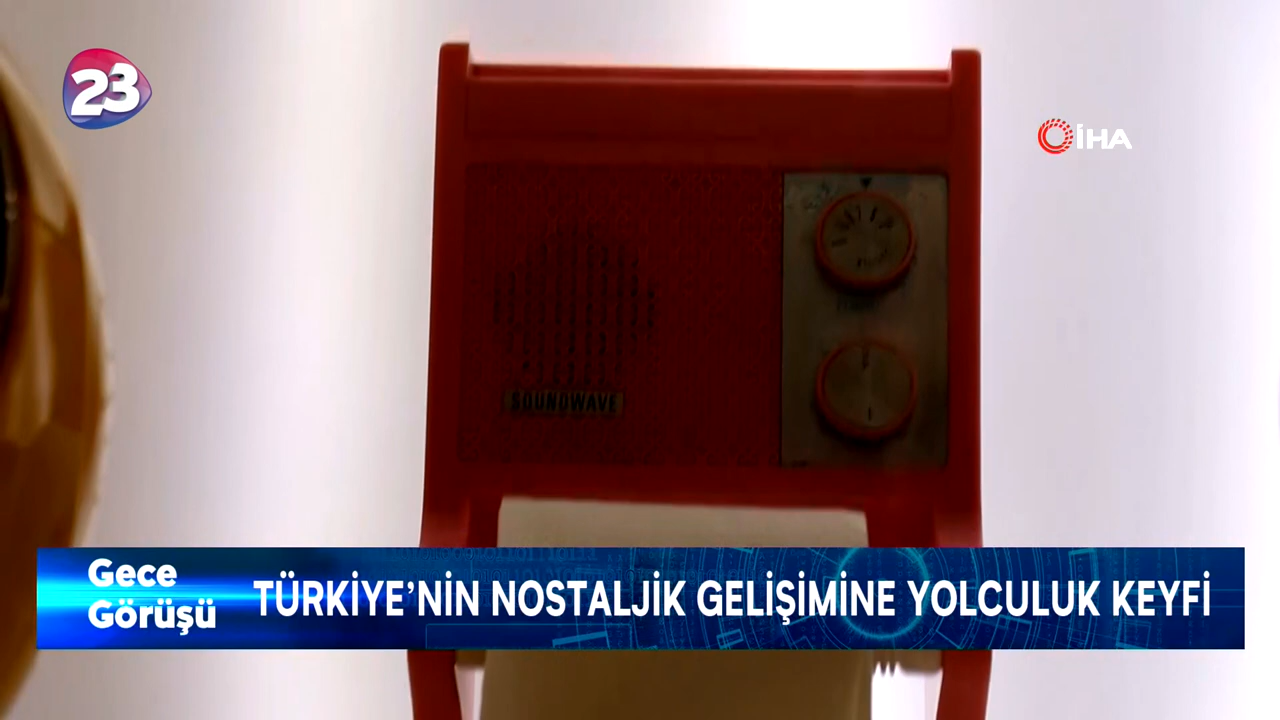 23
İHA
SOUNDWAVE
Gece
Görüşü
TÜRKİYE’NİN NOSTALJİK GELİŞİMİNE YOLCULUK KEYFİ